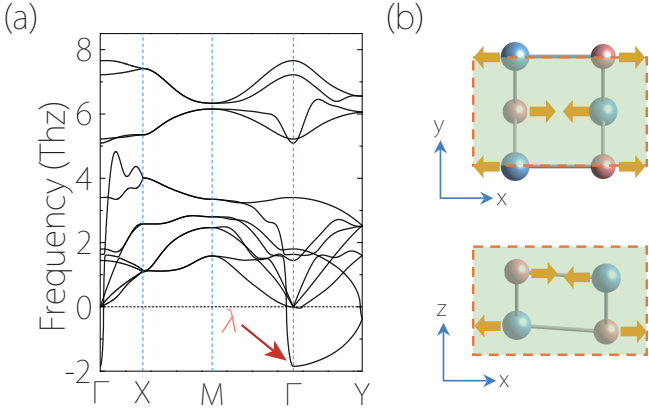 (a)
(b)
Frequency (Thz)
8
6
4
2
0
-2
λ
Γ X M Γ Y
y
x
z
x